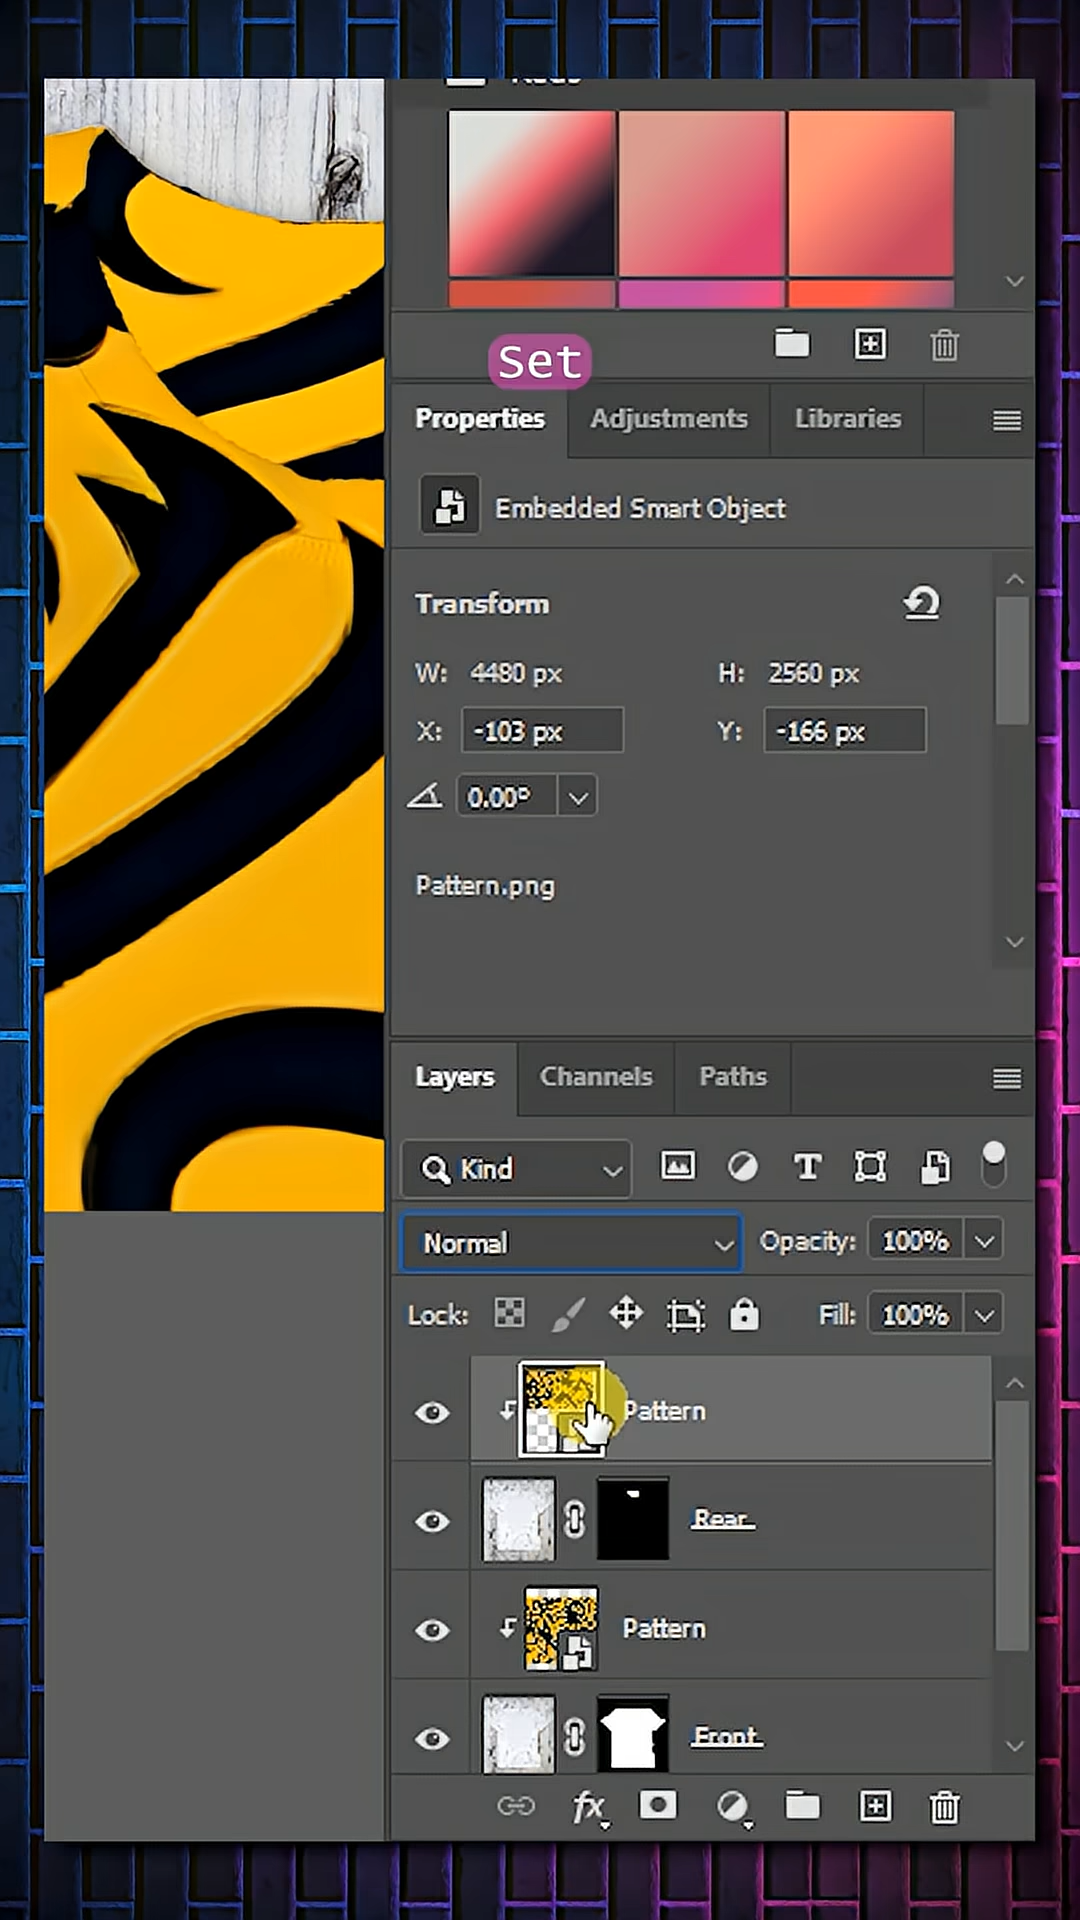 Set
Properties Adjustments Libraries
Embedded Smart Object
Transform
W: 4480 px H: 2560 px
X: -103 px Y: -166 px
0.00°
Pattern.png
Layers Channels Paths
Kind
Normal Opacity: 100%
Lock: Fill: 100%
Pattern
Rear
Pattern
Front
fx